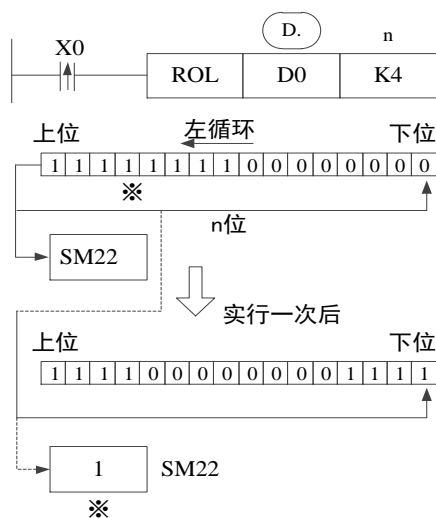 D. n
X0
ROL D0 K4
上位 左循环 下位
1 1 1 1 1 1 1 1 0 0 0 0 0 0 0 0
※
n位
SM22
实行一次后
上位 下位
1 1 1 1 0 0 0 0 0 0 0 0 1 1 1 1
1 SM22
※